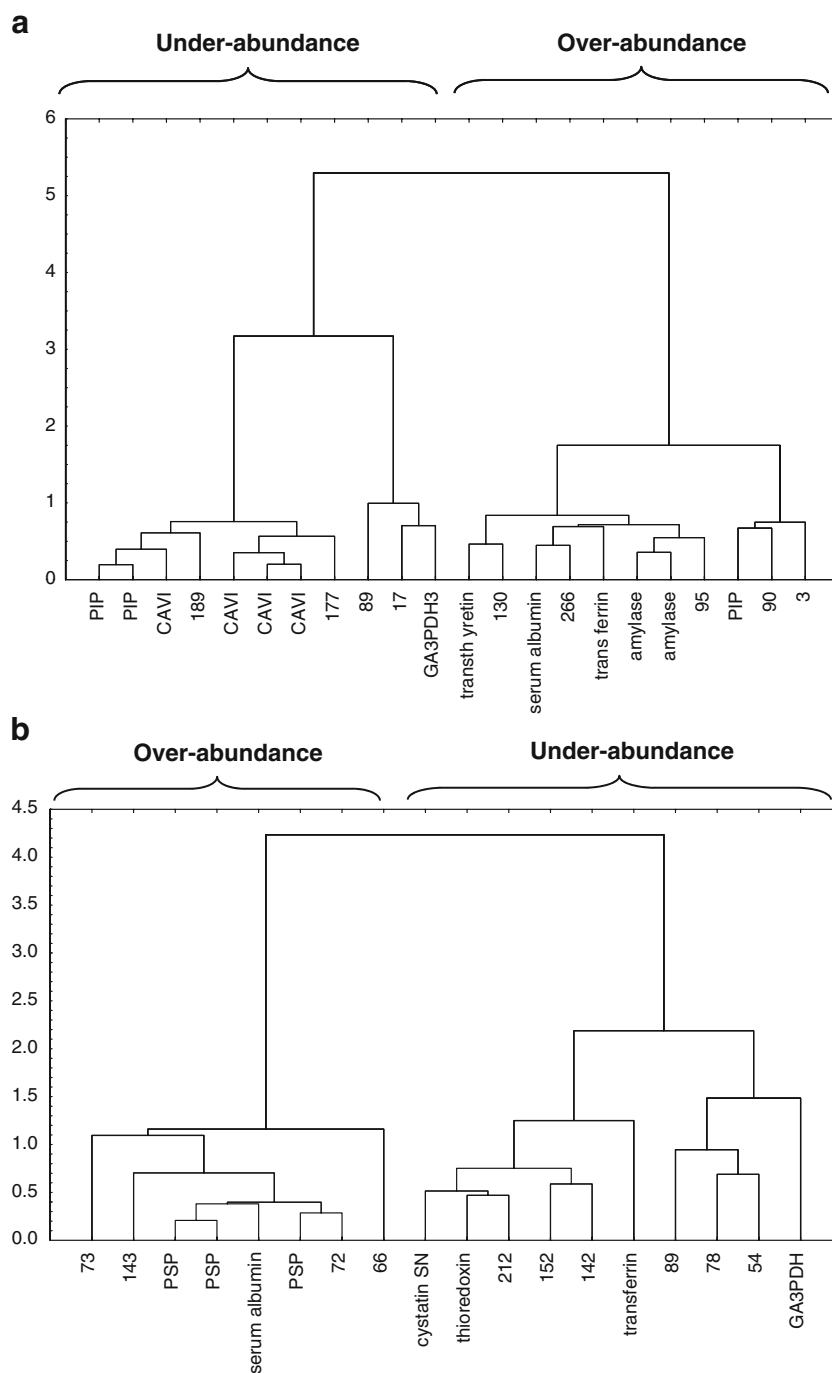 a
Under-abundance Over-abundance
6
5
4
3
2
1
0
PIP
PIP
CAVI
189
CAVI
CAVI
CAVI
177
89
17
GA3PDH3
transth yretin
130
serum albumin
266
trans ferrin
amylase
amylase
95
PIP
90
3
b
Over-abundance Under-abundance
4.5
4.0
3.5
3.0
2.5
2.0
1.5
1.0
0.5
0.0
73
143
PSP
PSP
serum albumin
PSP
72
66
cystatin SN
thioredoxin
212
152
142
transferrin
89
78
54
GA3PDH